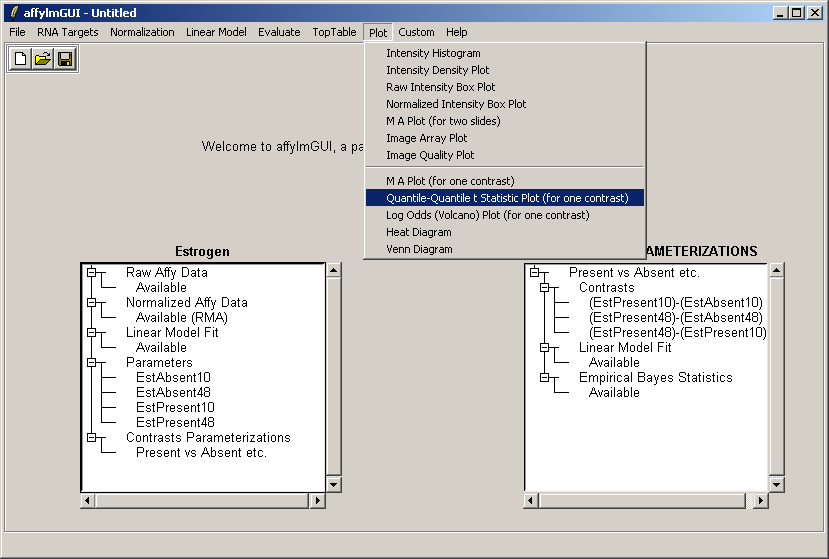 affylmGUI - Untitled
File RNA Targets Normalization Linear Model Evaluate TopTable Plot Custom Help
Intensity Histogram
Intensity Density Plot
Raw Intensity Box Plot
Normalized Intensity Box Plot
M A Plot (for two slides)
Image Array Plot
Image Quality Plot
M A Plot (for one contrast)
Quantile-Quantile t Statistic Plot (for one contrast)
Log Odds (Volcano) Plot (for one contrast)
Heat Diagram
Venn Diagram
Welcome to affylmGUI, a pa
Estrogen
Raw Affy Data
Available
Normalized Affy Data
Available (RMA)
Linear Model Fit
Available
Parameters
EstAbsent10
EstAbsent48
EstPresent10
EstPresent48
Contrasts Parameterizations
Present vs Absent etc.
AMETERIZATIONS
Present vs Absent etc.
Contrasts
(EstPresent10)-(EstAbsent10)
(EstPresent48)-(EstAbsent48)
(EstPresent48)-(EstPresent10)
Linear Model Fit
Available
Empirical Bayes Statistics
Available